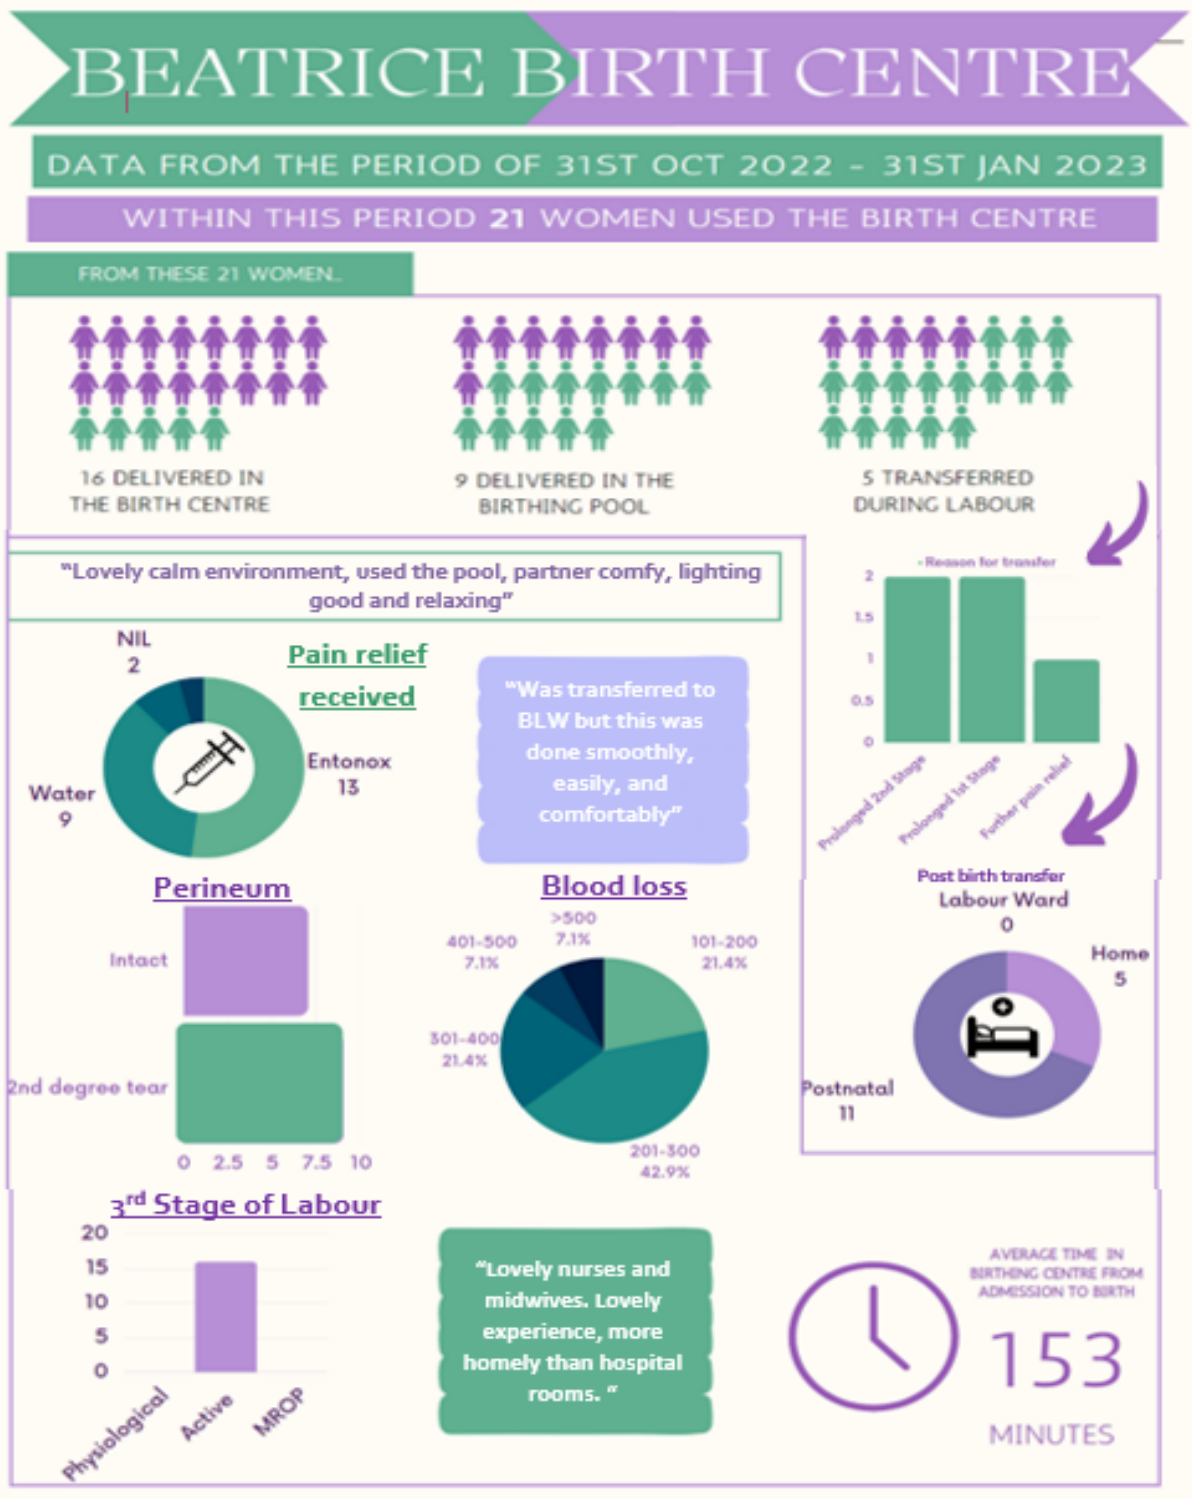 BEATRICE BIRTH CENTRE
DATA FROM THE PERIOD OF 31ST OCT 2022 - 31ST JAN 2023
WITHIN THIS PERIOD 21 WOMEN USED THE BIRTH CENTRE
FROM THESE 21 WOMEN..
16 DELIVERED IN
THE BIRTH CENTRE
9 DELIVERED IN THE
BIRTHING POOL
5 TRANSFERRED
DURING LABOUR
"Lovely calm environment, used the pool, partner comfy, lighting
good and relaxing"
Reason for transfer
2
1.5
1
0.5
0
Prolonged 2nd Stage
Prolonged 1st Stage
Further pain relief
Pain relief
received
NIL
2
Entonox
13
Water
9
"Was transferred to
BLW but this was
done smoothly,
easily, and
comfortably"
Post birth transfer
Labour Ward
0
Home
5
Postnatal
11
Perineum
Intact
2nd degree tear
0 2.5 5 7.5 10
Blood loss
>500
7.1%
401-500
7.1%
101-200
21.4%
301-400
21.4%
201-300
42.9%
3rd Stage of Labour
20
15
10
5
0
Physiological
Active
MROP
"Lovely nurses and
midwives. Lovely
experience, more
homely than hospital
rooms. "
AVERAGE TIME IN
BIRTHING CENTRE FROM
ADMISSION TO BIRTH
153
MINUTES